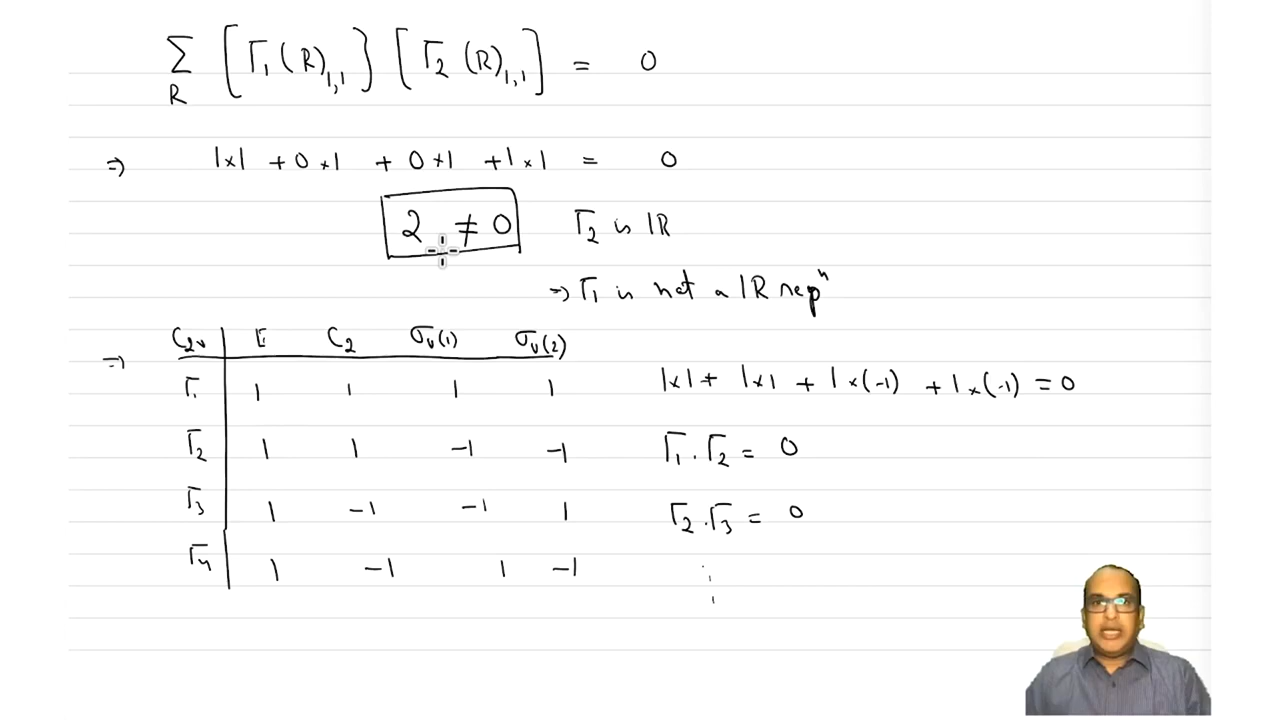 Σ_R [Γ₁(R)₁,₁} [Γ₂(R)₁,₁] = 0
⇒ 1×1 + 0×1 + 0×1 + 1×1 = 0
2 ≠ 0 Γ₂ is IR
⇒ Γ₁ is not a IR repⁿ
⇒ C₂ᵥ E C₂ σᵥ(1) σᵥ(2)
Γ₁ 1 1 1 1 1×1 + 1×1 + 1×(-1) + 1×(-1) = 0
Γ₂ 1 1 -1 -1 Γ₁.Γ₂ = 0
Γ₃ 1 -1 -1 1 Γ₂.Γ₃ = 0
Γ₄ 1 -1 1 -1